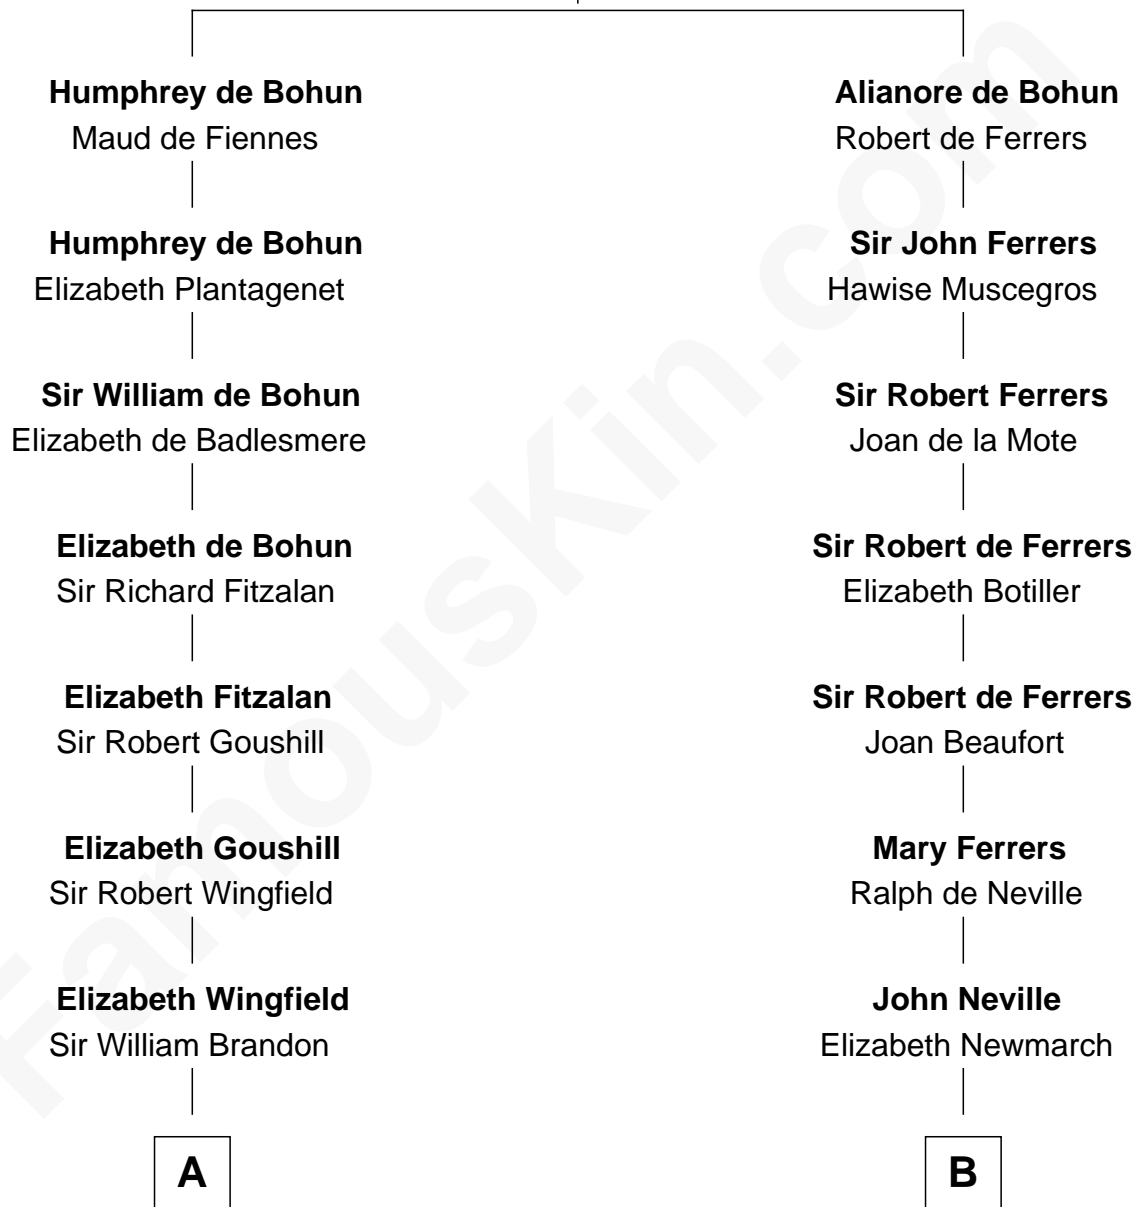 Humphrey de Bohun
Maud de Fiennes
Humphrey de Bohun
Elizabeth Plantagenet
Sir William de Bohun
Elizabeth de Badlesmere
Elizabeth de Bohun
Sir Richard Fitzalan
Elizabeth Fitzalan
Sir Robert Goushill
Elizabeth Goushill
Sir Robert Wingfield
Elizabeth Wingfield
Sir William Brandon
A
Alianore de Bohun
Robert de Ferrers
Sir John Ferrers
Hawise Muscegros
Sir Robert Ferrers
Joan de la Mote
Sir Robert de Ferrers
Elizabeth Botiller
Sir Robert de Ferrers
Joan Beaufort
Mary Ferrers
Ralph de Neville
John Neville
Elizabeth Newmarch
B
FamousKin.com